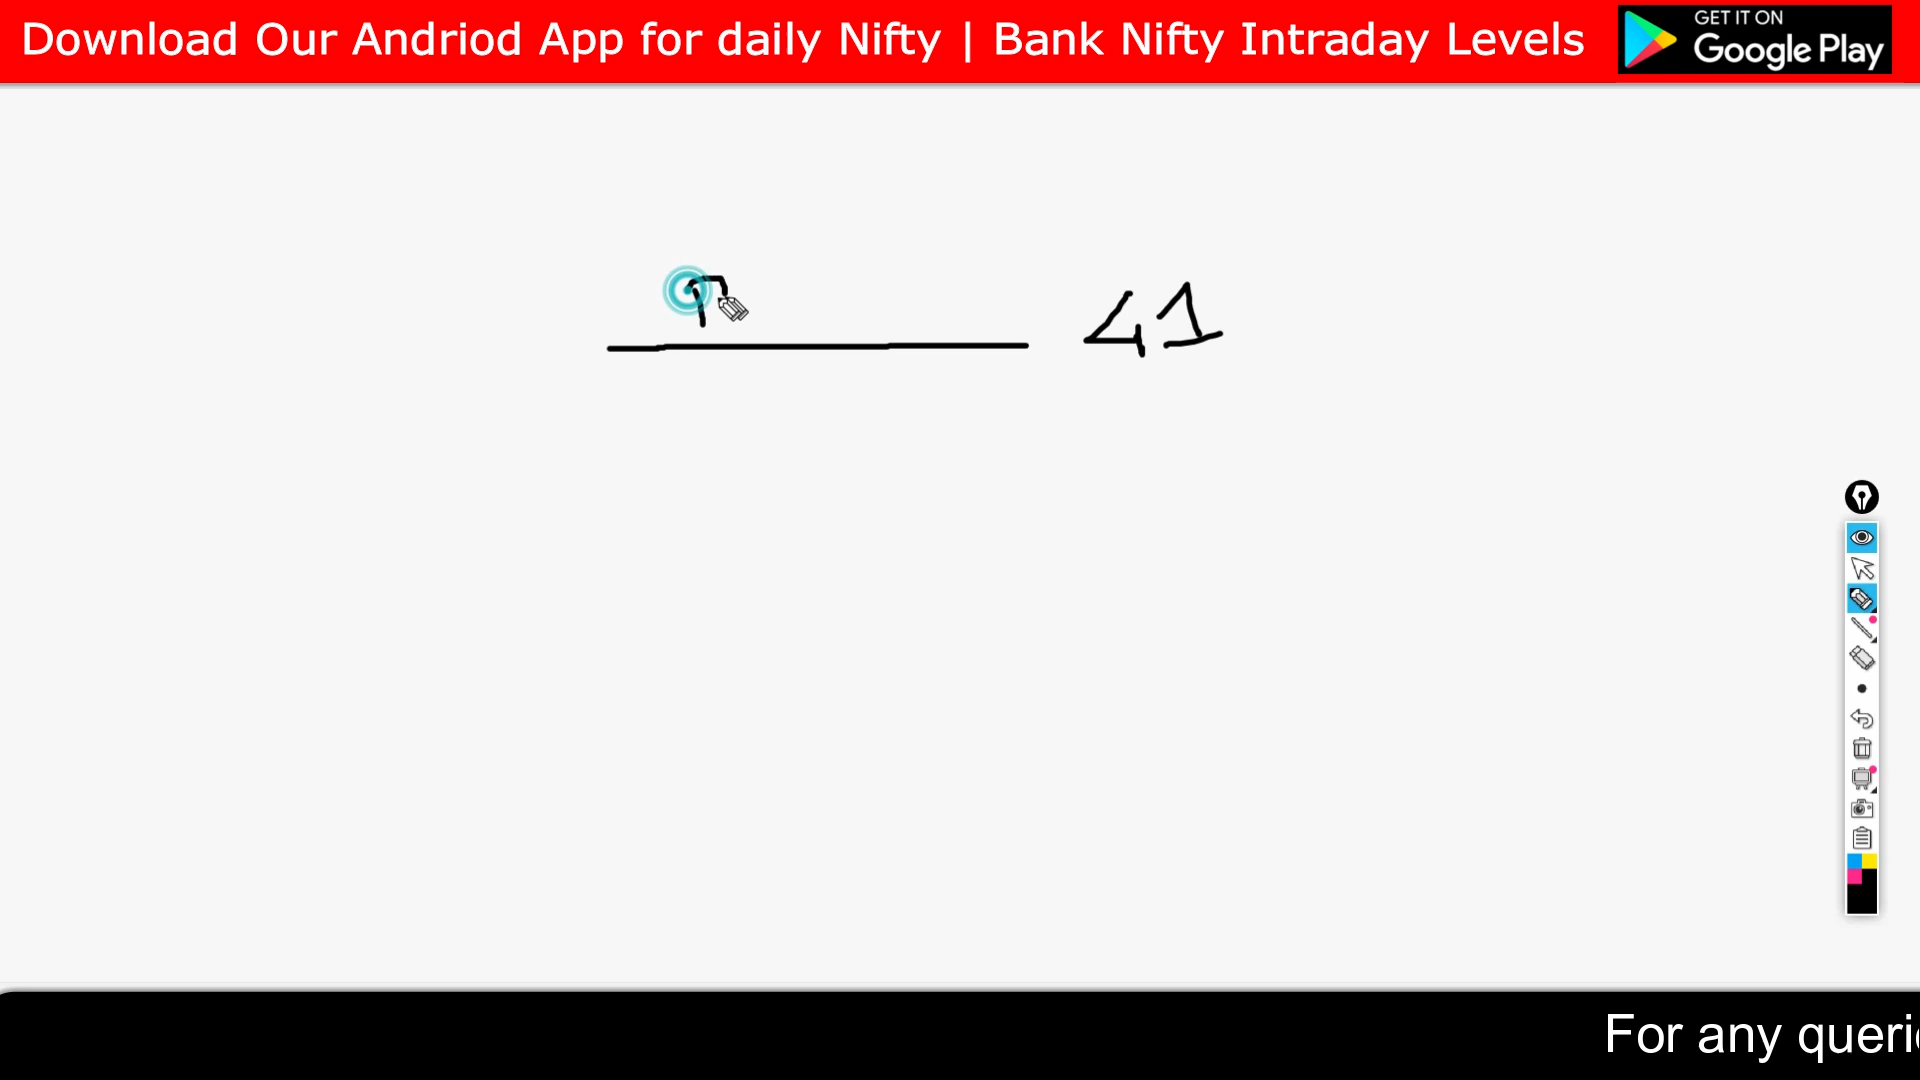 Download Our Andriod App for daily Nifty | Bank Nifty Intraday Levels
GET IT ON
Google Play
41
For any queri